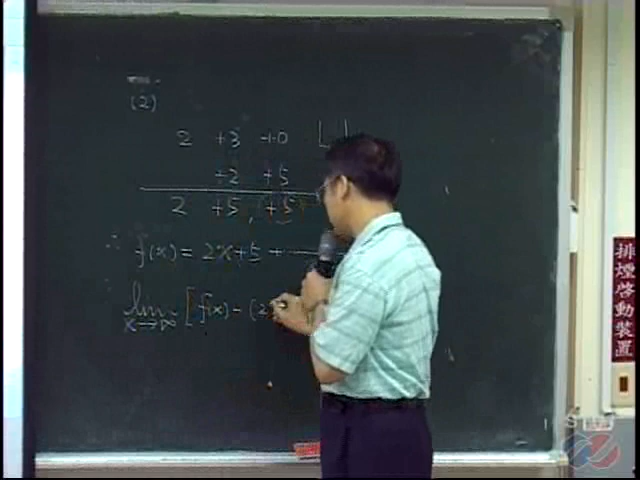 (2)
2 +3 +0 ⌊1
+2 +5
2 +5, +5
∴ f(x) = 2x+5 +
lim [f(x) - (2
x→∞
排煙啓動裝置